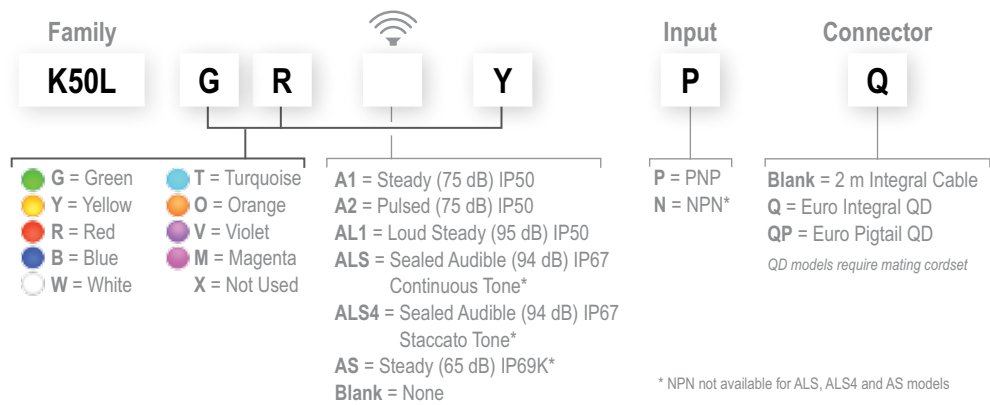 Family
Input
Connector
K50L
G
R
Y
P
Q
G = Green
Y = Yellow
R = Red
B = Blue
W = White
T = Turquoise
O = Orange
V = Violet
M = Magenta
X = Not Used
A1 = Steady (75 dB) IP50
A2 = Pulsed (75 dB) IP50
AL1 = Loud Steady (95 dB) IP50
ALS = Sealed Audible (94 dB) IP67
Continuous Tone*
ALS4 = Sealed Audible (94 dB) IP67
Staccato Tone*
AS = Steady (65 dB) IP69K*
Blank = None
P = PNP
N = NPN*
Blank = 2 m Integral Cable
Q = Euro Integral QD
QP = Euro Pigtail QD
QD models require mating cordset
* NPN not available for ALS, ALS4 and AS models